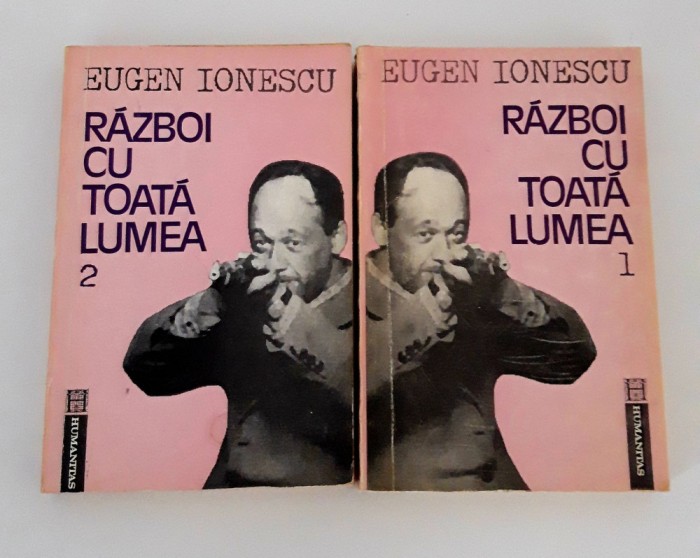 EUGEN IONESCU
RĂZBOI
CU
TOATĂ
LUMEA
2
HUMANITAS
EUGEN IONESCU
RĂZBOI
CU
TOATĂ
LUMEA
1
HUMANITAS